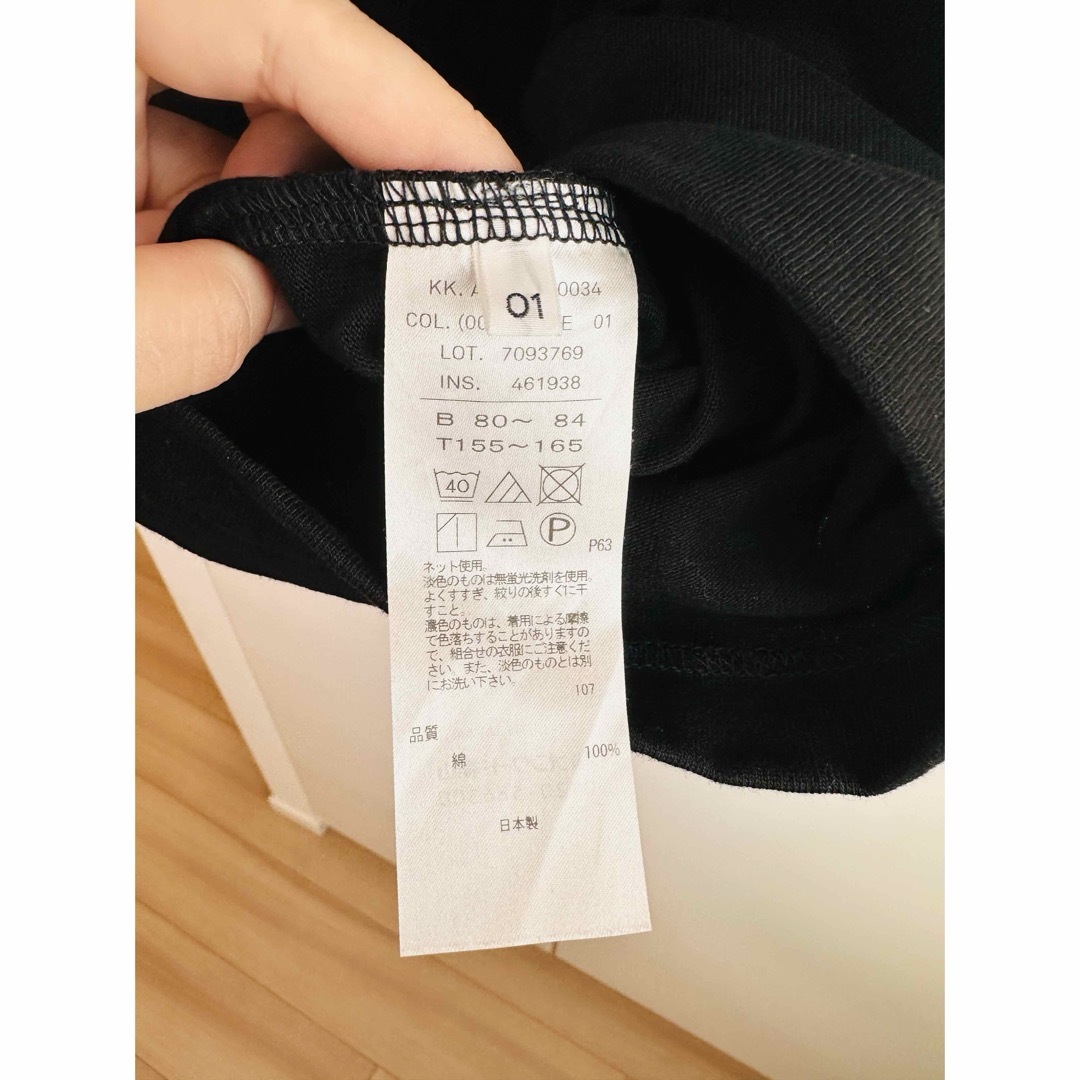 KK. 0034
01
COL. (00 E 01
LOT. 7093769
INS. 461938
B 80～ 84
T155～165
40
P
P63
ネット使用。
淡色のものは無蛍光洗剤を使用。
よくすすぎ、絞りの後すぐに干
すこと。
濃色のものは、着用による摩擦
で色落ちすることがありますの
で、組合せの衣服にご注意くだ
さい。また、淡色のものとは別
にお洗い下さい。
107
品質
綿 100%
日本製